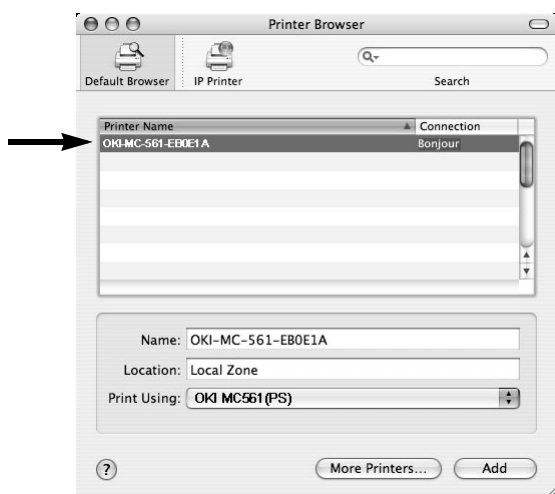 Printer Browser
Default Browser IP Printer Search
Printer Name Connection
OKI-MC-561-EB0E1A Bonjour
Name: OKI-MC-561-EB0E1A
Location: Local Zone
Print Using: OKI MC561(PS)
? More Printers... Add